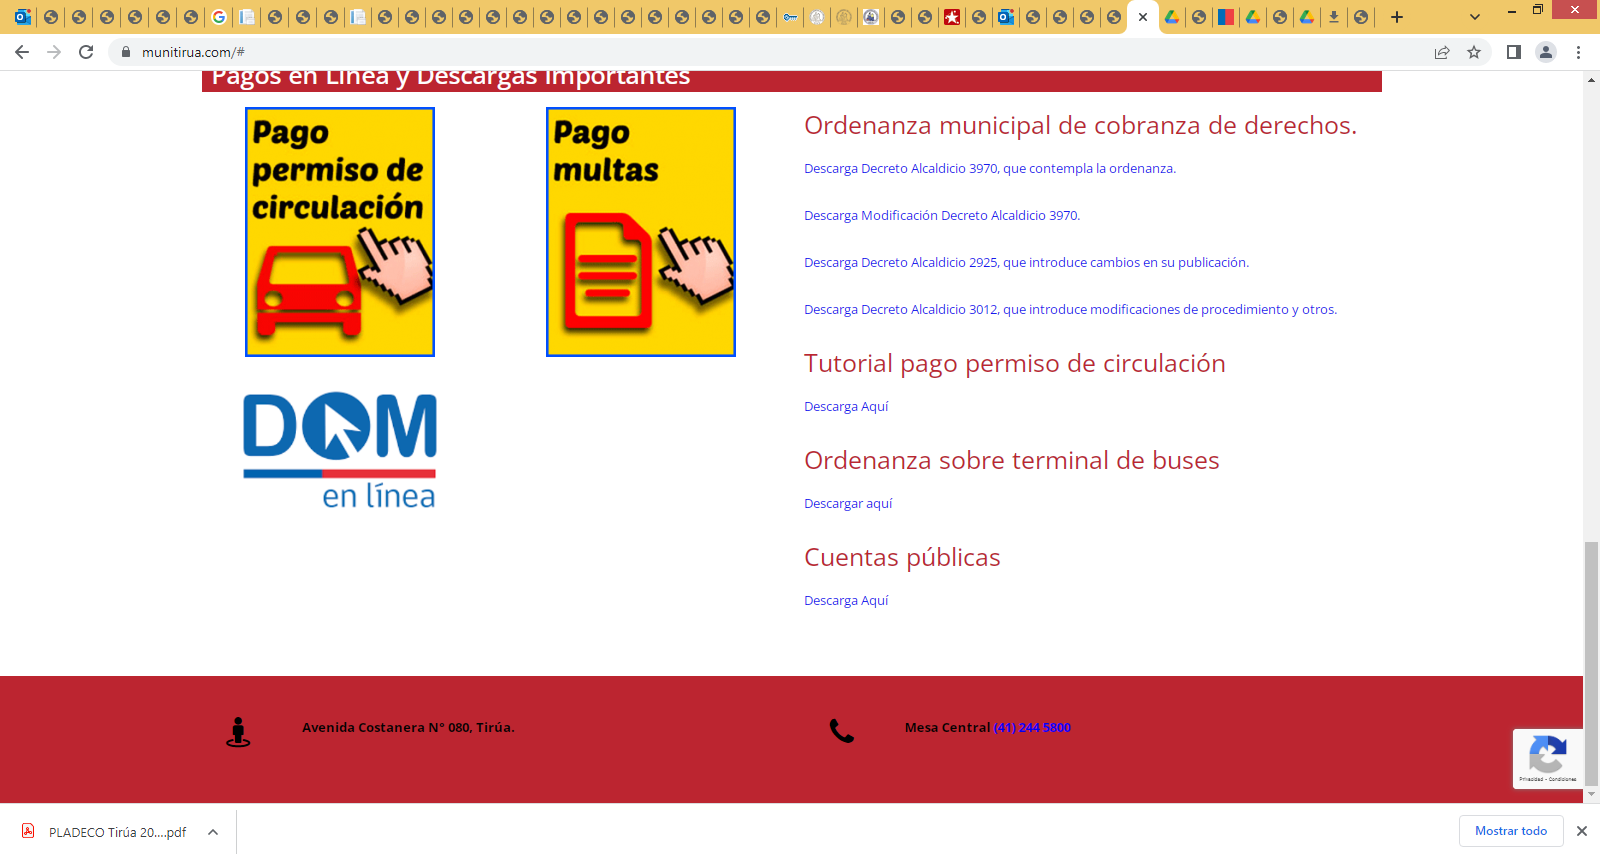 munitirua.com/#
Pagos en Línea y Descargas Importantes
Pago
permiso de
circulación
Pago
multas
DOM
en línea
Ordenanza municipal de cobranza de derechos.
Descarga Decreto Alcaldicio 3970, que contempla la ordenanza.
Descarga Modificación Decreto Alcaldicio 3970.
Descarga Decreto Alcaldicio 2925, que introduce cambios en su publicación.
Descarga Decreto Alcaldicio 3012, que introduce modificaciones de procedimiento y otros.
Tutorial pago permiso de circulación
Descarga Aquí
Ordenanza sobre terminal de buses
Descargar aquí
Cuentas públicas
Descarga Aquí
Avenida Costanera N° 080, Tirúa.
Mesa Central (41) 244 5800
Privacidad - Condiciones
PLADECO Tirúa 20....pdf
Mostrar todo